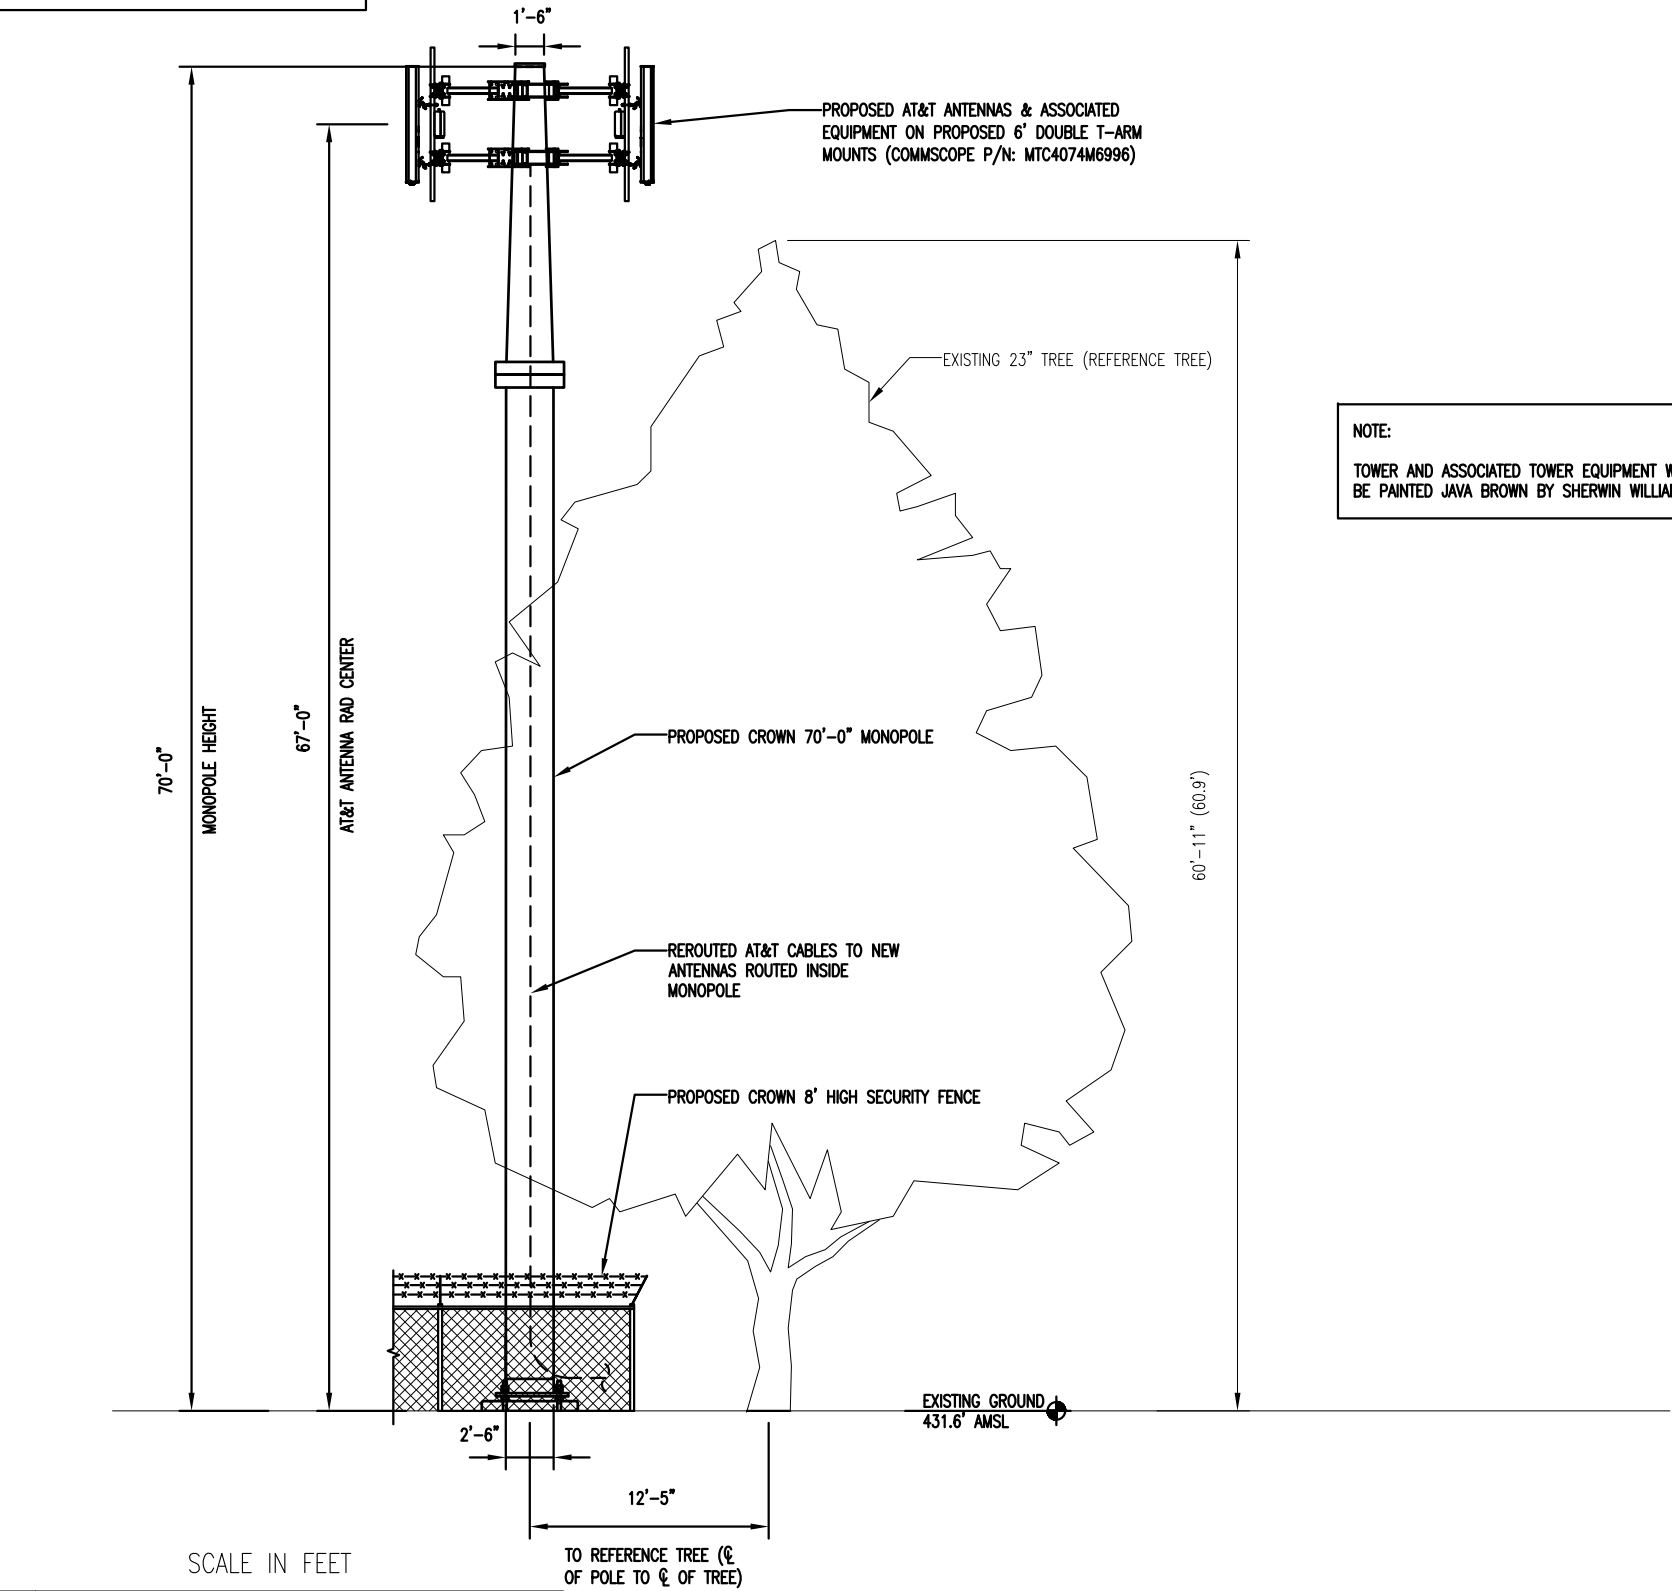 1'-6"
PROPOSED AT&T ANTENNAS & ASSOCIATED
EQUIPMENT ON PROPOSED 6' DOUBLE T-ARM
MOUNTS (COMMSCOPE P/N: MTC4074M6996)
EXISTING 23" TREE (REFERENCE TREE)
NOTE:
TOWER AND ASSOCIATED TOWER EQUIPMENT
BE PAINTED JAVA BROWN BY SHERWIN
70'-0"
MONOPOLE HEIGHT
67'-0"
AT&T ANTENNA RAD CENTER
PROPOSED CROWN 70'-0" MONOPOLE
60'-11" (60.9')
REROUTED AT&T CABLES TO NEW
ANTENNAS ROUTED INSIDE
MONOPOLE
PROPOSED CROWN 8' HIGH SECURITY FENCE
EXISTING GROUND
431.6' AMSL
2'-6"
12'-5"
TO REFERENCE TREE (℄
OF POLE TO ℄ OF TREE)
SCALE IN FEET